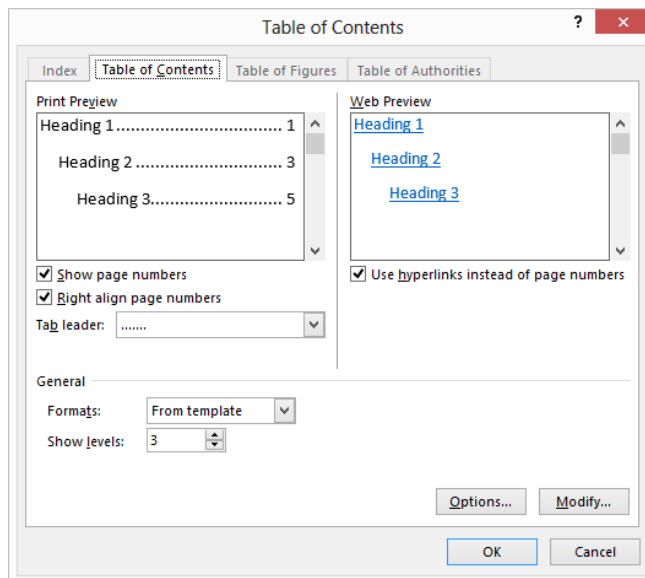 Table of Contents ?
Index Table of Contents Table of Figures Table of Authorities
Print Preview
Heading 1.................................. 1
Heading 2 .............................. 3
Heading 3........................... 5
Show page numbers
Right align page numbers
Tab leader: .......
Web Preview
Heading 1
Heading 2
Heading 3
Use hyperlinks instead of page numbers
General
Formats: From template
Show levels: 3
Options... Modify...
OK Cancel